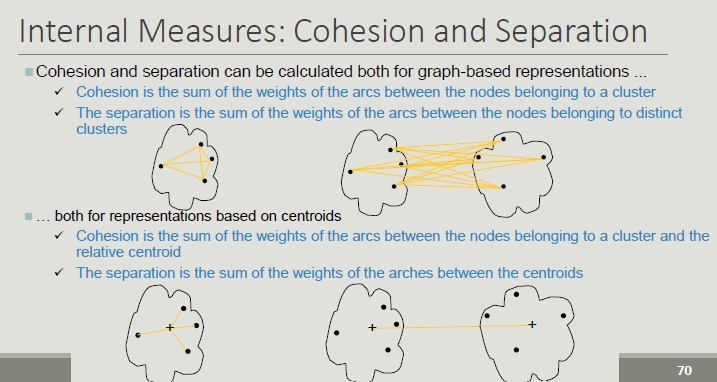 Internal Measures: Cohesion and Separation
Cohesion and separation can be calculated both for graph-based representations ...
✓ Cohesion is the sum of the weights of the arcs between the nodes belonging to a cluster
✓ The separation is the sum of the weights of the arcs between the nodes belonging to distinct
clusters
... both for representations based on centroids
✓ Cohesion is the sum of the weights of the arcs between the nodes belonging to a cluster and the
relative centroid
✓ The separation is the sum of the weights of the arches between the centroids
70